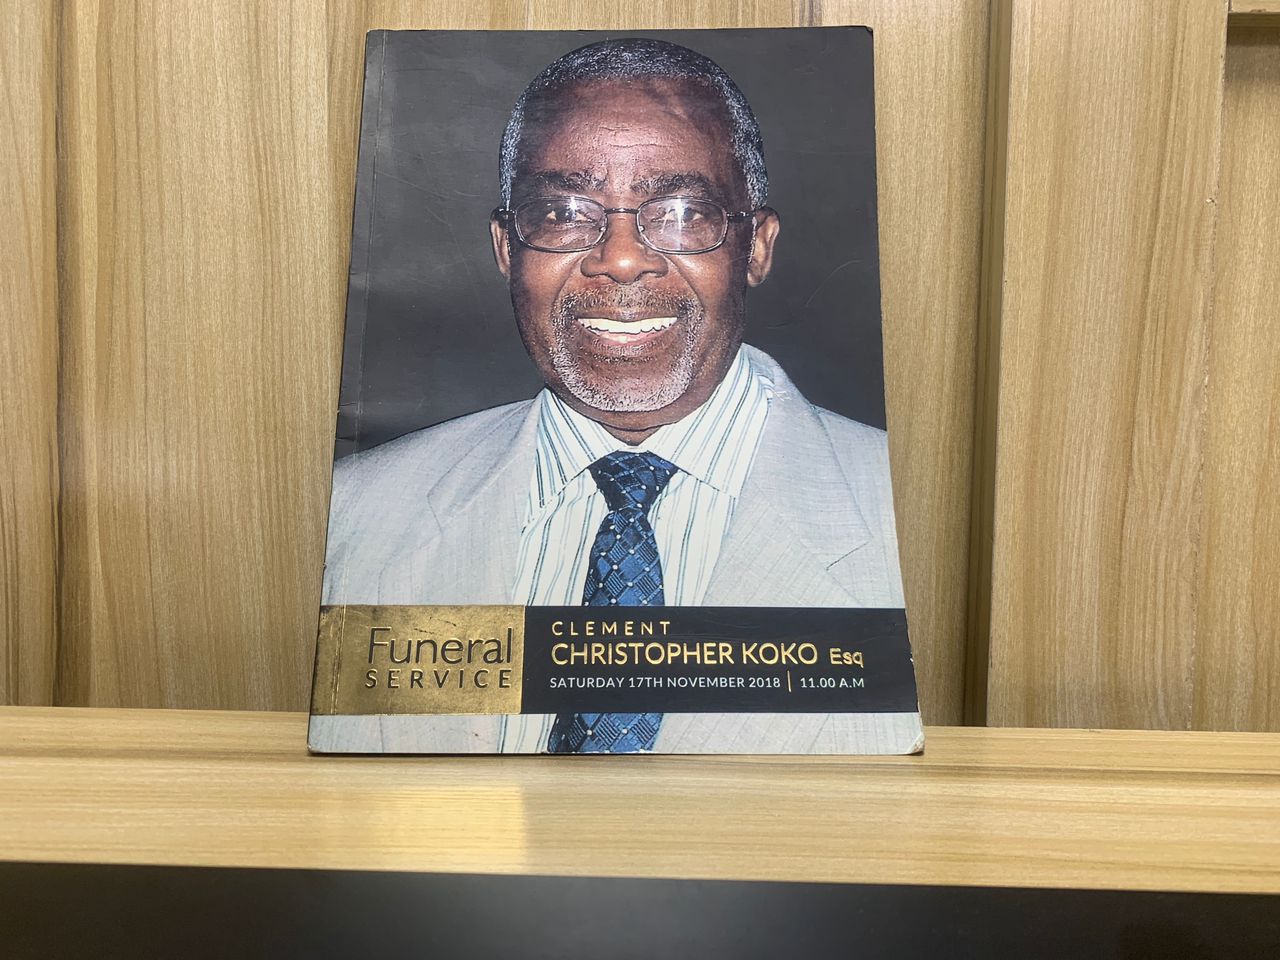 Funeral
SERVICE
CLEMENT
CHRISTOPHER KOKO Esq
SATURDAY 17TH NOVEMBER 2018 | 11.00 A.M